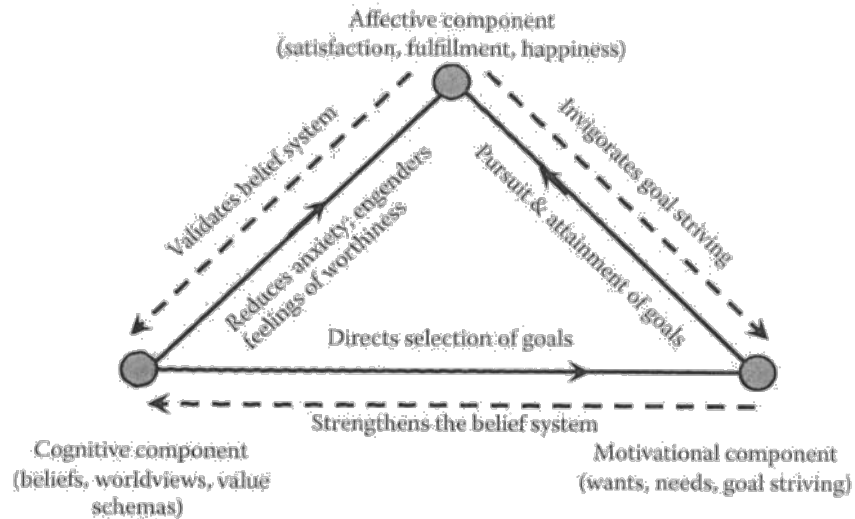 Affective component
(satisfaction, fulfillment, happiness)
Validates belief system
Reduces anxiety; engenders
feelings of worthiness
Pursuit & attainment of goals
Invigorates goal striving
Directs selection of goals
Strengthens the belief system
Cognitive component
(beliefs, worldviews, value
schemas)
Motivational component
(wants, needs, goal striving)